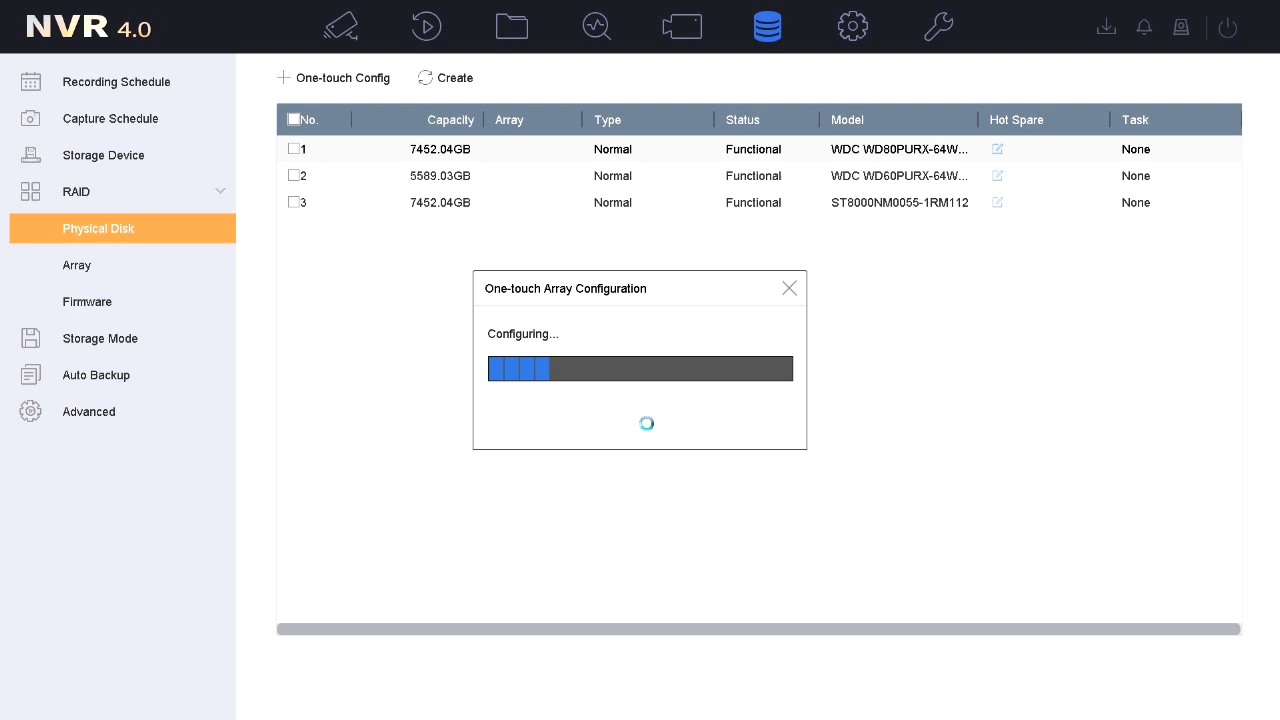 NVR 4.0
Recording Schedule
Capture Schedule
Storage Device
RAID
Physical Disk
Array
Firmware
Storage Mode
Auto Backup
Advanced
One-touch Config Create
No. Capacity Array Type Status Model Hot Spare Task
1 7452.04GB Normal Functional WDC WD80PURX-64W... None
2 5589.03GB Normal Functional WDC WD60PURX-64W... None
3 7452.04GB Normal Functional ST8000NM0055-1RM112 None
One-touch Array Configuration
Configuring...